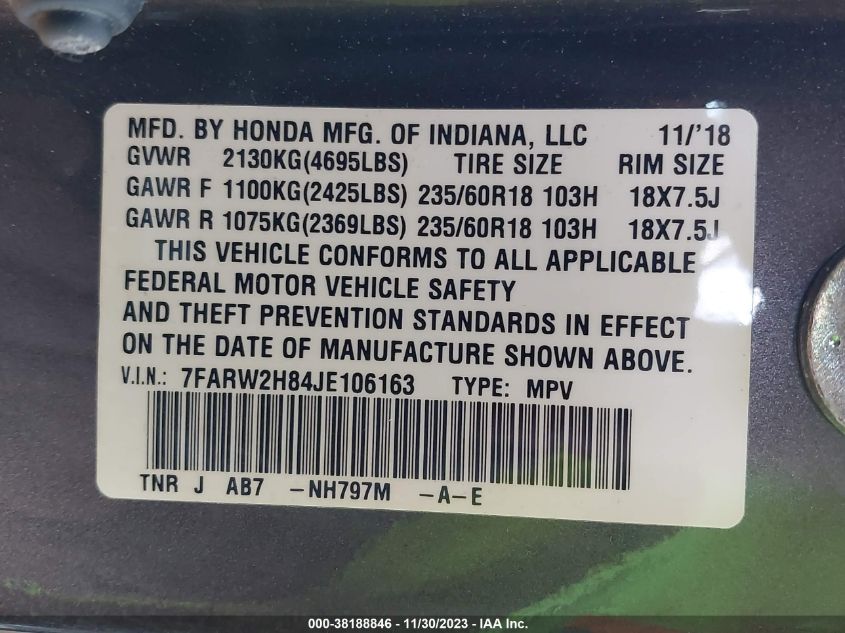 MFD. BY HONDA MFG. OF INDIANA, LLC 11/'18
GVWR 2130KG(4695LBS) TIRE SIZE RIM SIZE
GAWR F 1100KG(2425LBS) 235/60R18 103H 18X7.5J
GAWR R 1075KG(2369LBS) 235/60R18 103H 18X7.5J
THIS VEHICLE CONFORMS TO ALL APPLICABLE
FEDERAL MOTOR VEHICLE SAFETY
AND THEFT PREVENTION STANDARDS IN EFFECT
ON THE DATE OF MANUFACTURE SHOWN ABOVE.
V.I.N.: 7FARW2H84JE106163 TYPE: MPV
TNR J AB7 -NH797M -A-E
000-38188846 - 11/30/2023 - IAA Inc.